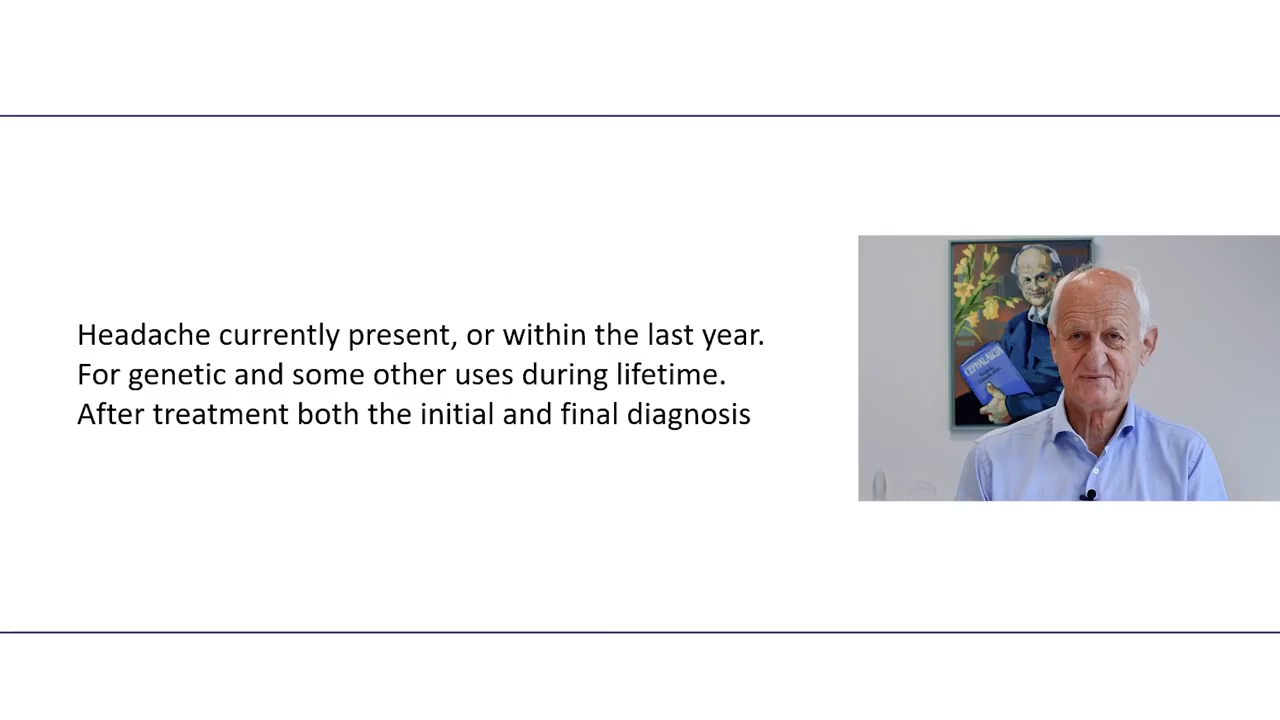 Headache currently present, or within the last year.
For genetic and some other uses during lifetime.
After treatment both the initial and final diagnosis
CEPHALALGIA